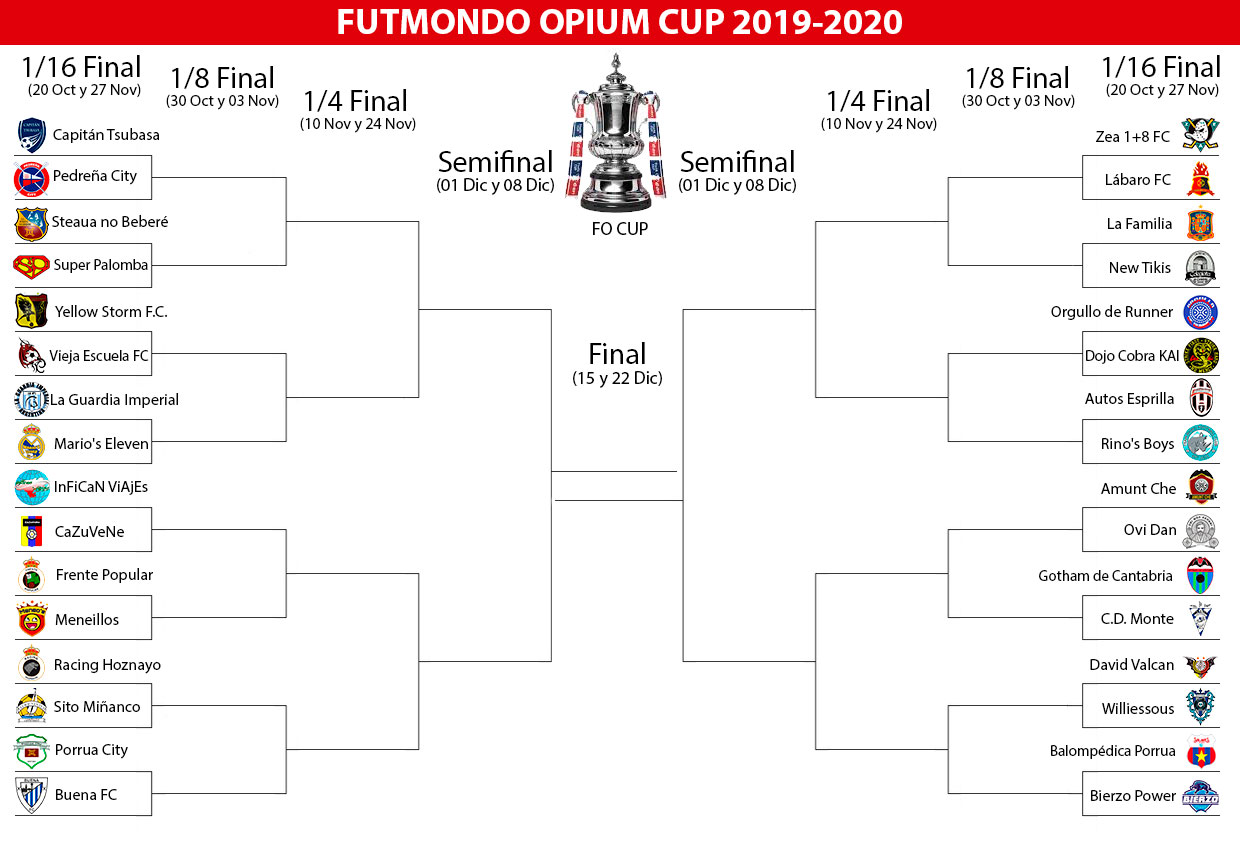 FUTMONDO OPIUM CUP 2019-2020
1/16 Final
(20 Oct y 27 Nov)
1/8 Final
(30 Oct y 03 Nov)
1/4 Final
(10 Nov y 24 Nov)
Semifinal
(01 Dic y 08 Dic)
FO CUP
Semifinal
(01 Dic y 08 Dic)
1/4 Final
(10 Nov y 24 Nov)
1/8 Final
(30 Oct y 03 Nov)
1/16 Final
(20 Oct y 27 Nov)
Final
(15 y 22 Dic)
Capitán Tsubasa
Pedreña City
Steaua no Beberé
Super Palomba
Yellow Storm F.C.
Vieja Escuela FC
La Guardia Imperial
Mario's Eleven
InFiCaN ViAjEs
CaZuVeNe
Frente Popular
Meneillos
Racing Hoznayo
Sito Miñanco
Porrua City
Buena FC
Zea 1+8 FC
Lábaro FC
La Familia
New Tikis
Orgullo de Runner
Dojo Cobra KAI
Autos Esprilla
Rino's Boys
Amunt Che
Ovi Dan
Gotham de Cantabria
C.D. Monte
David Valcan
Williessous
Balompédica Porrua
Bierzo Power
BIERZO